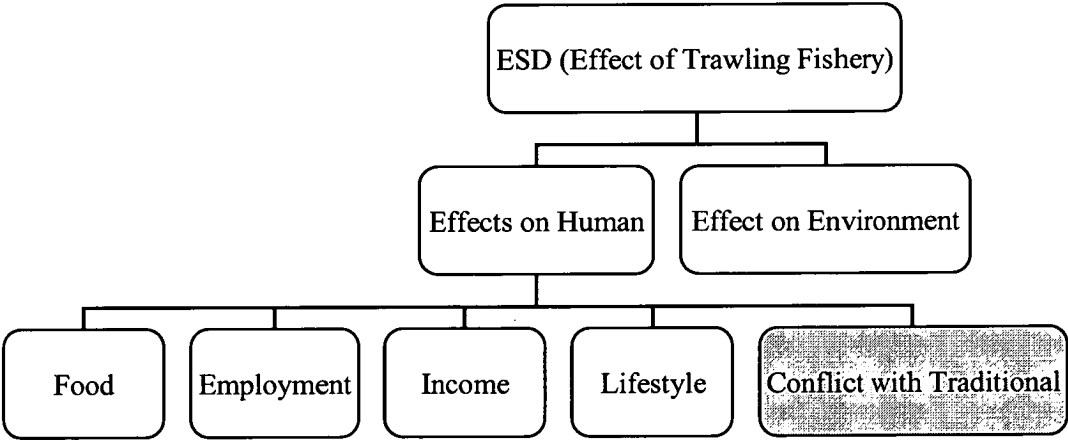 ESD (Effect of Trawling Fishery)
Effects on Human
Effect on Environment
Food
Employment
Income
Lifestyle
Conflict with Traditional